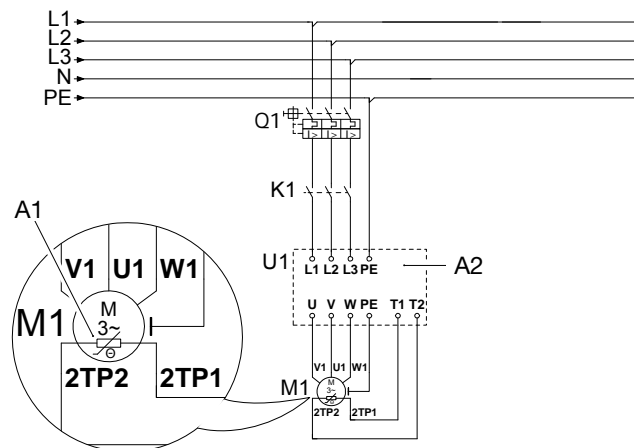 L1
L2
L3
N
PE
Q1
I> I> I>
K1
A1
U1
L1 L2 L3 PE
A2
U V W PE T1 T2
V1 U1 W1
M1
M
3~
Θ
2TP2 2TP1
V1 U1 W1
M1
M
3~
Θ
2TP2 2TP1